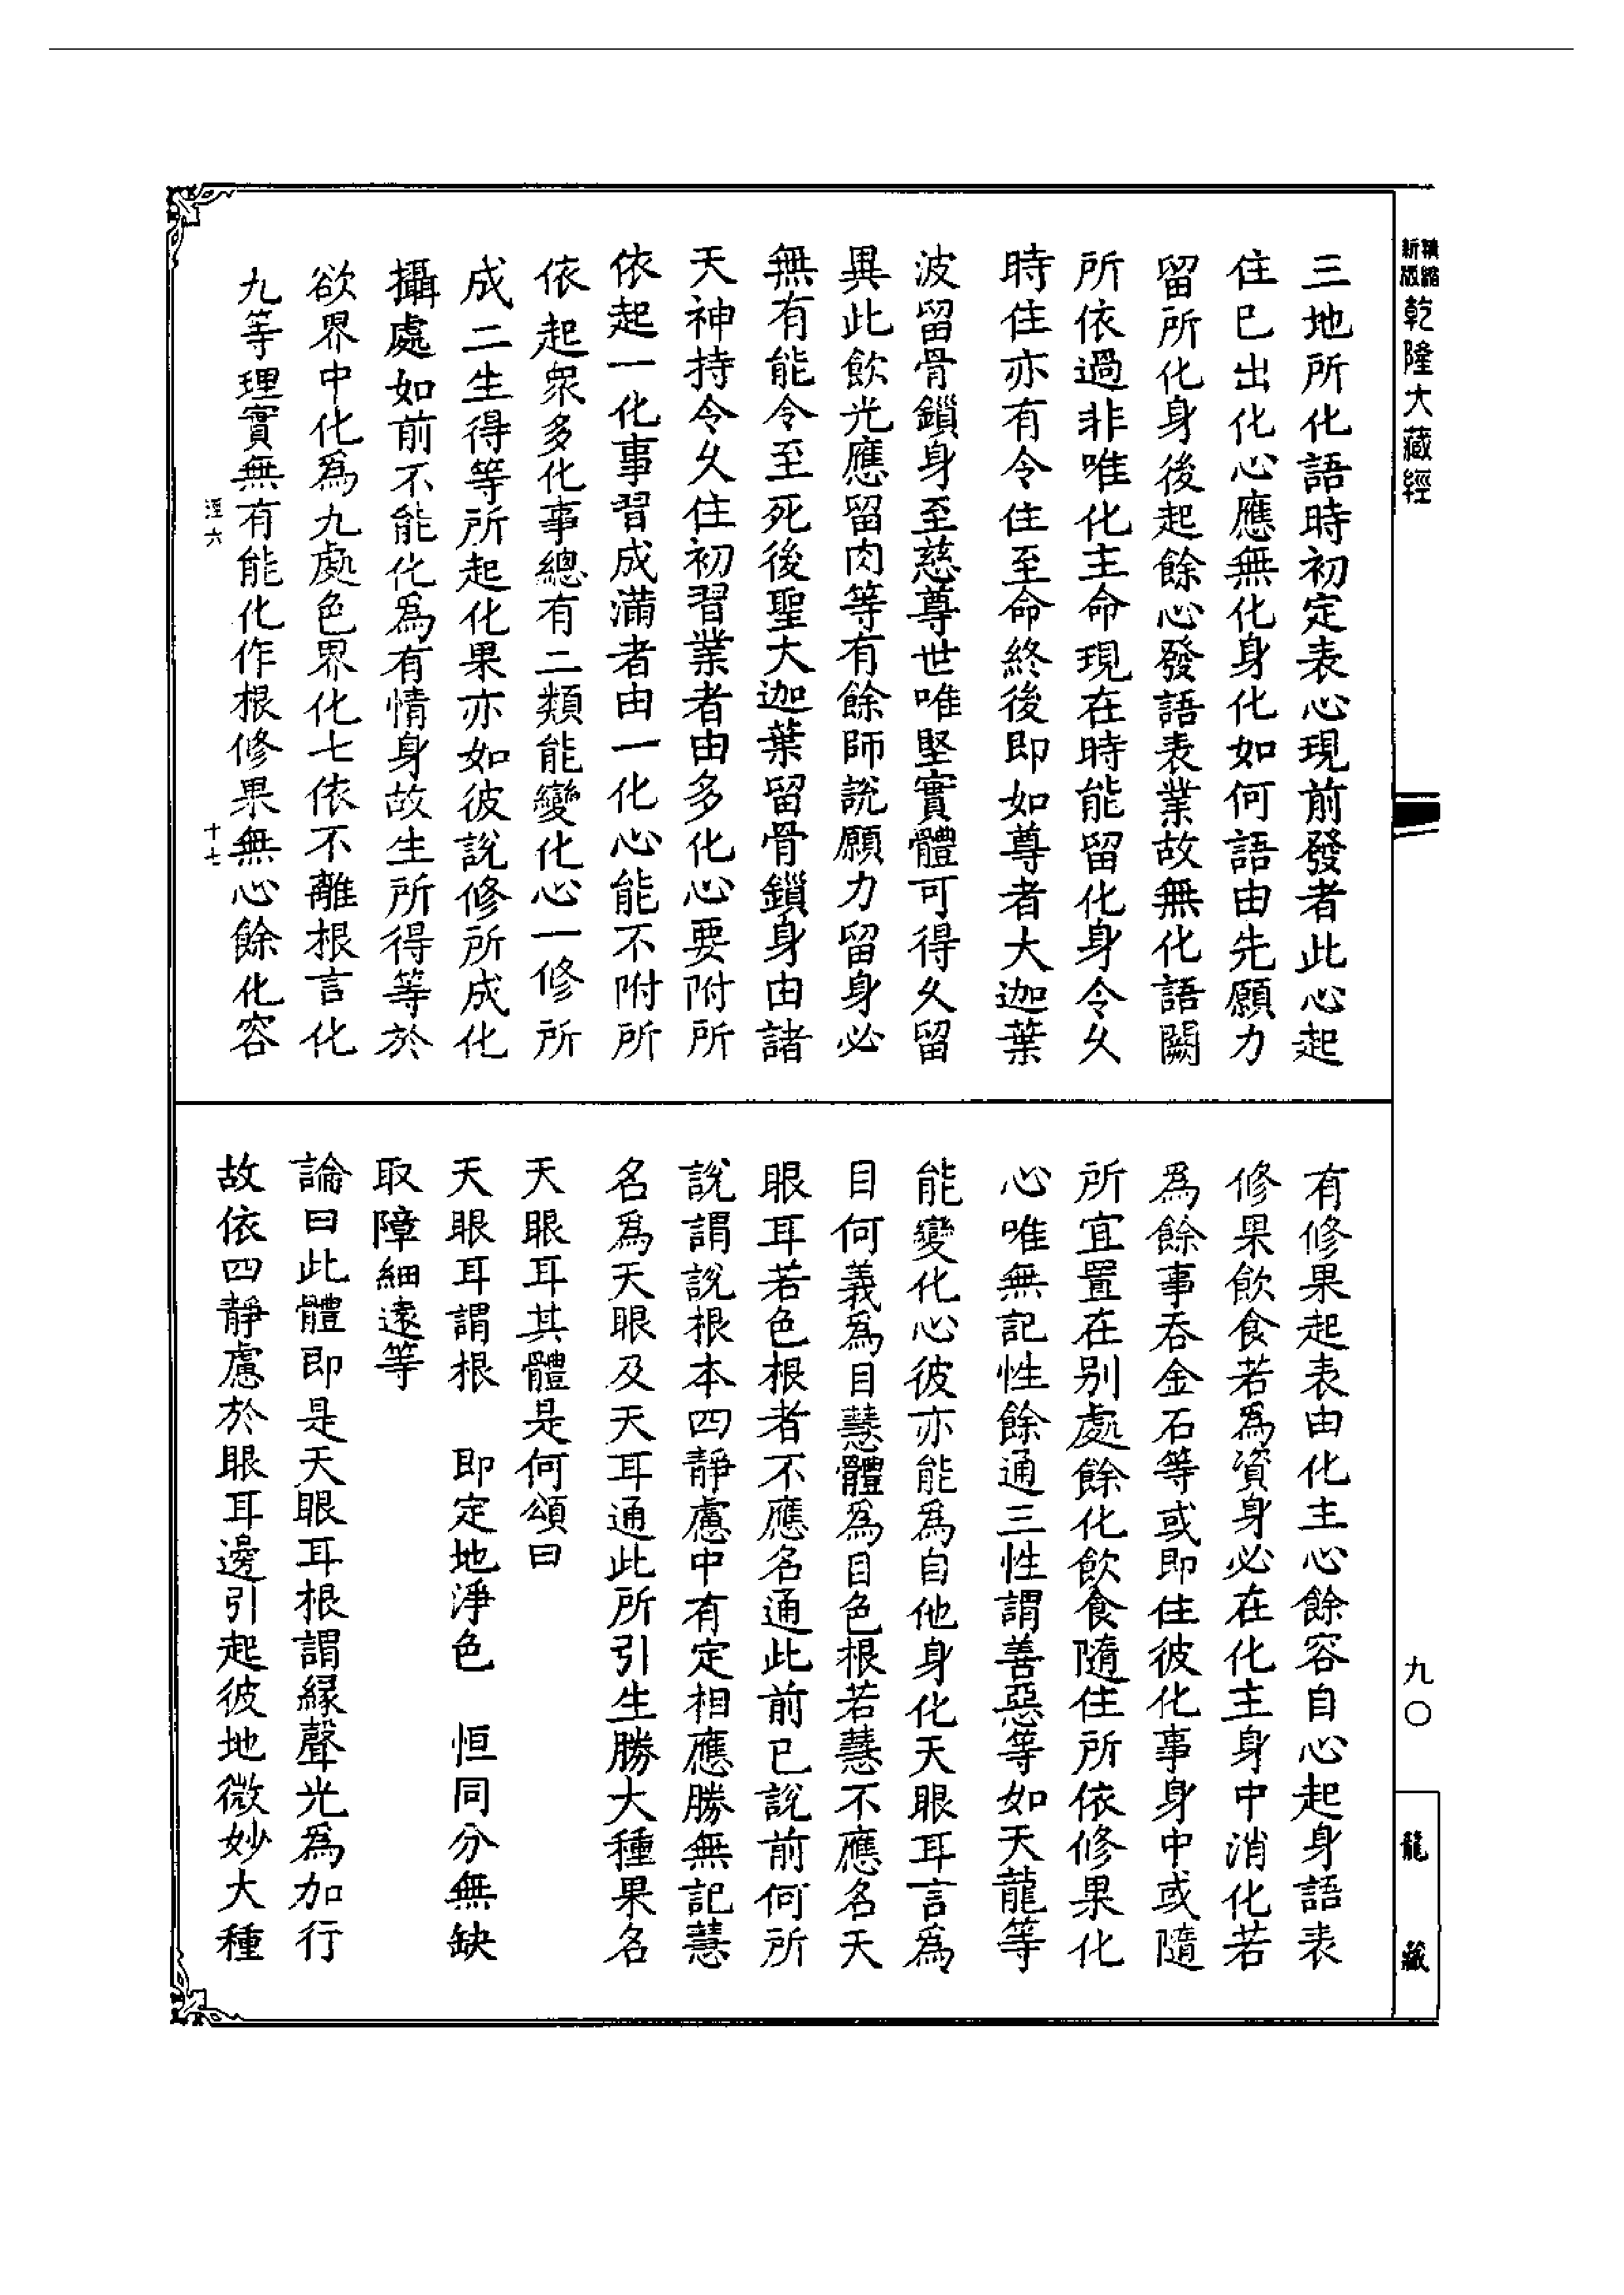 新版精縮乾隆大藏經
三地所化語時初定表心現前發者此心起
住已出化心應無化身化如何語由先願力
留所化身後起餘心發語表業故無化語闕
所依過非唯化主命現在時能留化身令久
時住亦有令住至命終後即如尊者大迦葉
波留骨鎖身至慈尊世唯堅實體可得久留
異此飲光應留肉等有餘師說願力留身必
無有能令至死後聖大迦葉留骨鎖身由諸
天神持令久住初習業者由多化心要附所
依起一化事習成滿者由一化心能不附所
依起衆多化事總有二類能變化心一修所
成二生得等所起化果亦如彼說修所成化
攝處如前不能化爲有情身故生所得等於
欲界中化爲九處色界化七依不離根言化
九等理實無有能化作根修果無心餘化容
涇六
十七
有修果起表由化主心餘容自心起身語表
修果飲食若爲資身必在化主身中消化若
爲餘事吞金石等或即住彼化事身中或隨
所宜置在別處餘化飲食隨住所依修果化
心唯無記性餘通三性謂善惡等如天龍等
能變化心彼亦能爲自他身化天眼耳言爲
目何義爲目慧體爲目色根若慧不應名天
眼耳若色根者不應名通此前已說前何所
說謂說根本四靜慮中有定相應勝無記慧
名爲天眼及天耳通此所引生勝大種果名
天眼耳其體是何頌曰
天眼耳謂根　即定地淨色　恒同分無缺
取障細遠等
論曰此體即是天眼耳根謂緣聲光爲加行
故依四靜慮於眼耳邊引起彼地微妙大種
九〇
龍藏